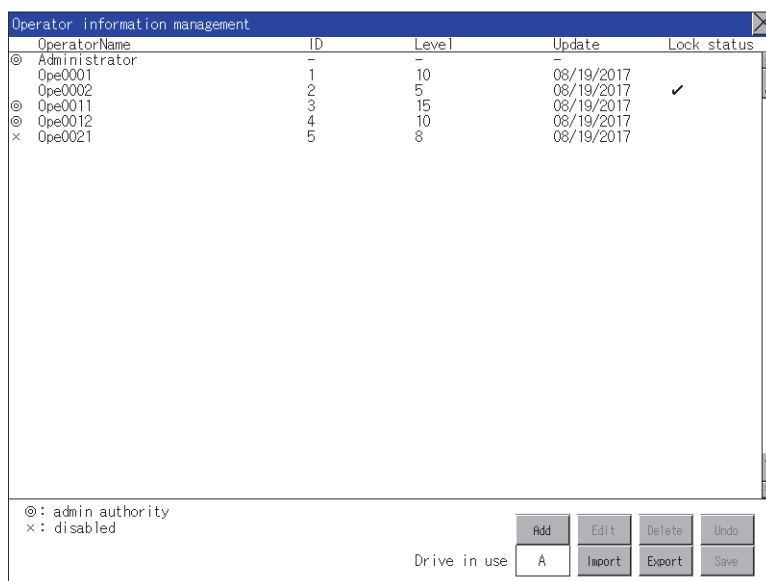 Operator information management
OperatorName ID Level Update Lock status
◎ Administrator – – –
Ope0001 1 10 08/19/2017
Ope0002 2 5 08/19/2017 ✓
◎ Ope0011 3 15 08/19/2017
◎ Ope0012 4 10 08/19/2017
× Ope0021 5 8 08/19/2017
◎: admin authority
×: disabled
Add Edit Delete Undo
Drive in use A Import Export Save